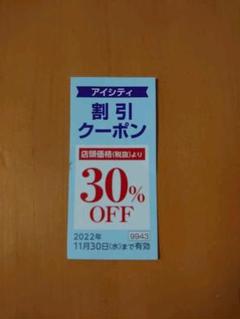 アイシティ
割引
クーポン
店頭価格(税抜)より
30%
OFF
2022年 9943
11月30日(水)まで有効